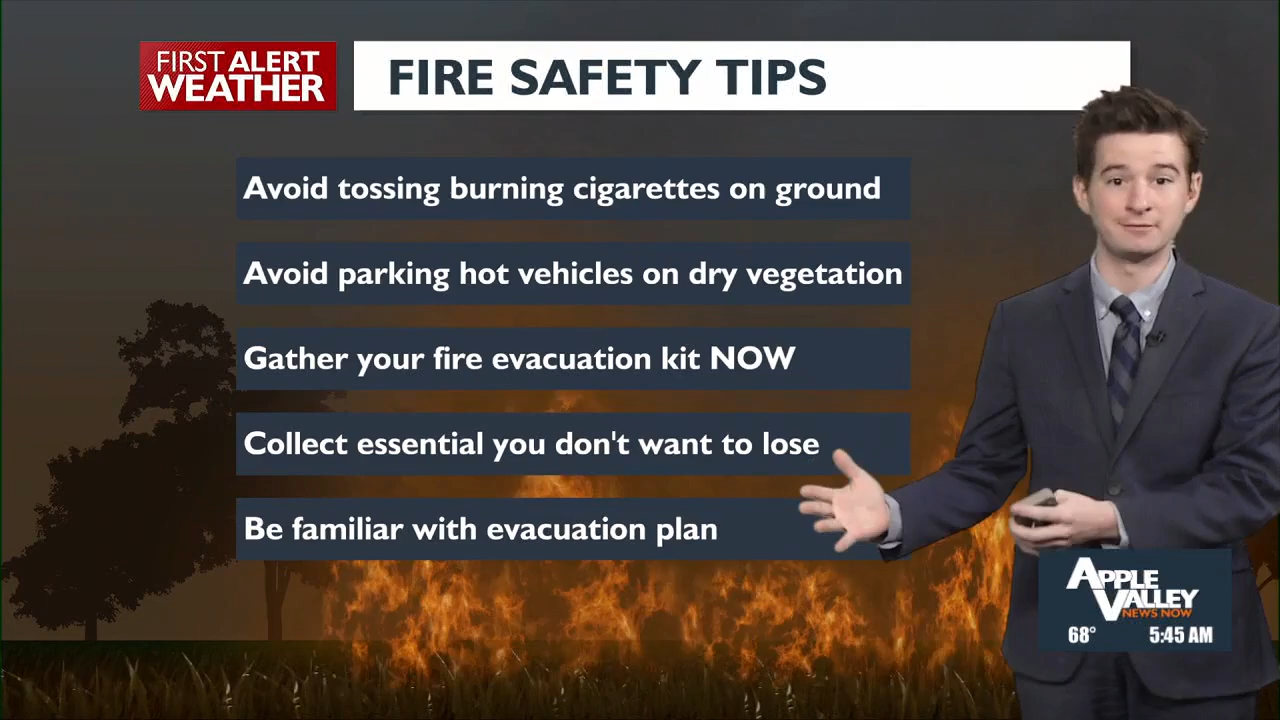 FIRST ALERT
WEATHER
FIRE SAFETY TIPS
Avoid tossing burning cigarettes on ground
Avoid parking hot vehicles on dry vegetation
Gather your fire evacuation kit NOW
Collect essential you don't want to lose
Be familiar with evacuation plan
APPLE
VALLEY
NEWS NOW
68° 5:45 AM